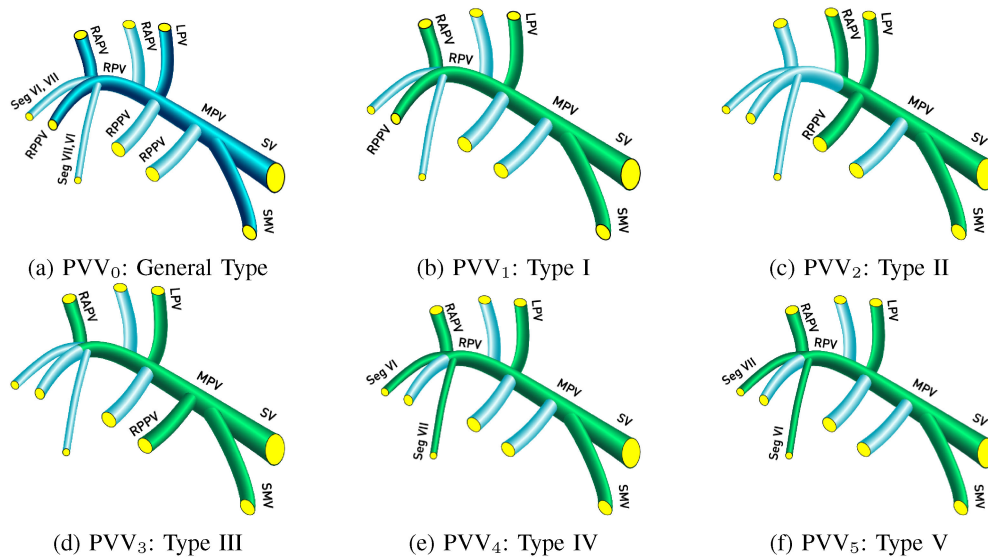 RAPV
RAPV
LPV
RPV
Seg VI, VII
RPPV
Seg VII,VI
RPPV
RPPV
MPV
SV
SMV
(a) PVV₀: General Type
RAPV
LPV
RPV
RPPV
MPV
SV
SMV
(b) PVV₁: Type I
RAPV
LPV
RPPV
MPV
SV
SMV
(c) PVV₂: Type II
RAPV
LPV
MPV
RPPV
SV
SMV
(d) PVV₃: Type III
RAPV
LPV
RPV
Seg VI
Seg VII
MPV
SV
SMV
(e) PVV₄: Type IV
RAPV
LPV
RPV
Seg VII
Seg VI
MPV
SV
SMV
(f) PVV₅: Type V